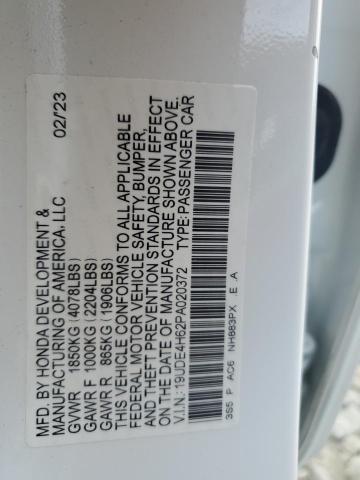 MFD. BY HONDA DEVELOPMENT &
MANUFACTURING OF AMERICA, LLC 02/23
GVWR 1850KG (4078LBS)
GAWR F 1000KG (2204LBS)
GAWR R 865KG (1906LBS)
THIS VEHICLE CONFORMS TO ALL APPLICABLE
FEDERAL MOTOR VEHICLE SAFETY, BUMPER,
AND THEFT PREVENTION STANDARDS IN EFFECT
ON THE DATE OF MANUFACTURE SHOWN ABOVE.
V.I.N.: 19UDE4H62PA020372 TYPE: PASSENGER CAR
3S5 P AC6 NH883PX . E . A